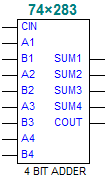 74×283
CIN
A1
B1 SUM1
A2 SUM2
B2 SUM3
A3 SUM4
B3 COUT
A4
B4
4 BIT ADDER